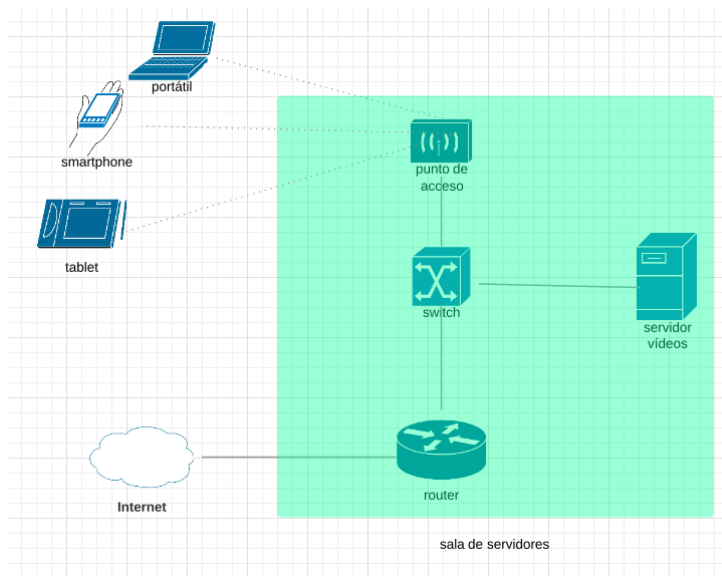 portátil
smartphone
punto de
acceso
tablet
switch
servidor
vídeos
router
Internet
sala de servidores